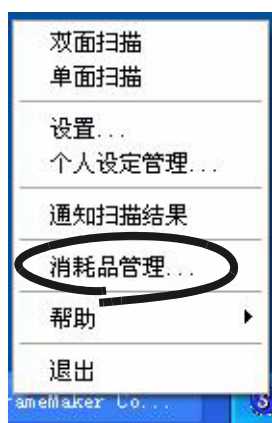 双面扫描
单面扫描
设置...
个人设定管理...
通知扫描结果
消耗品管理...
帮助
退出
ameMaker Co...
S